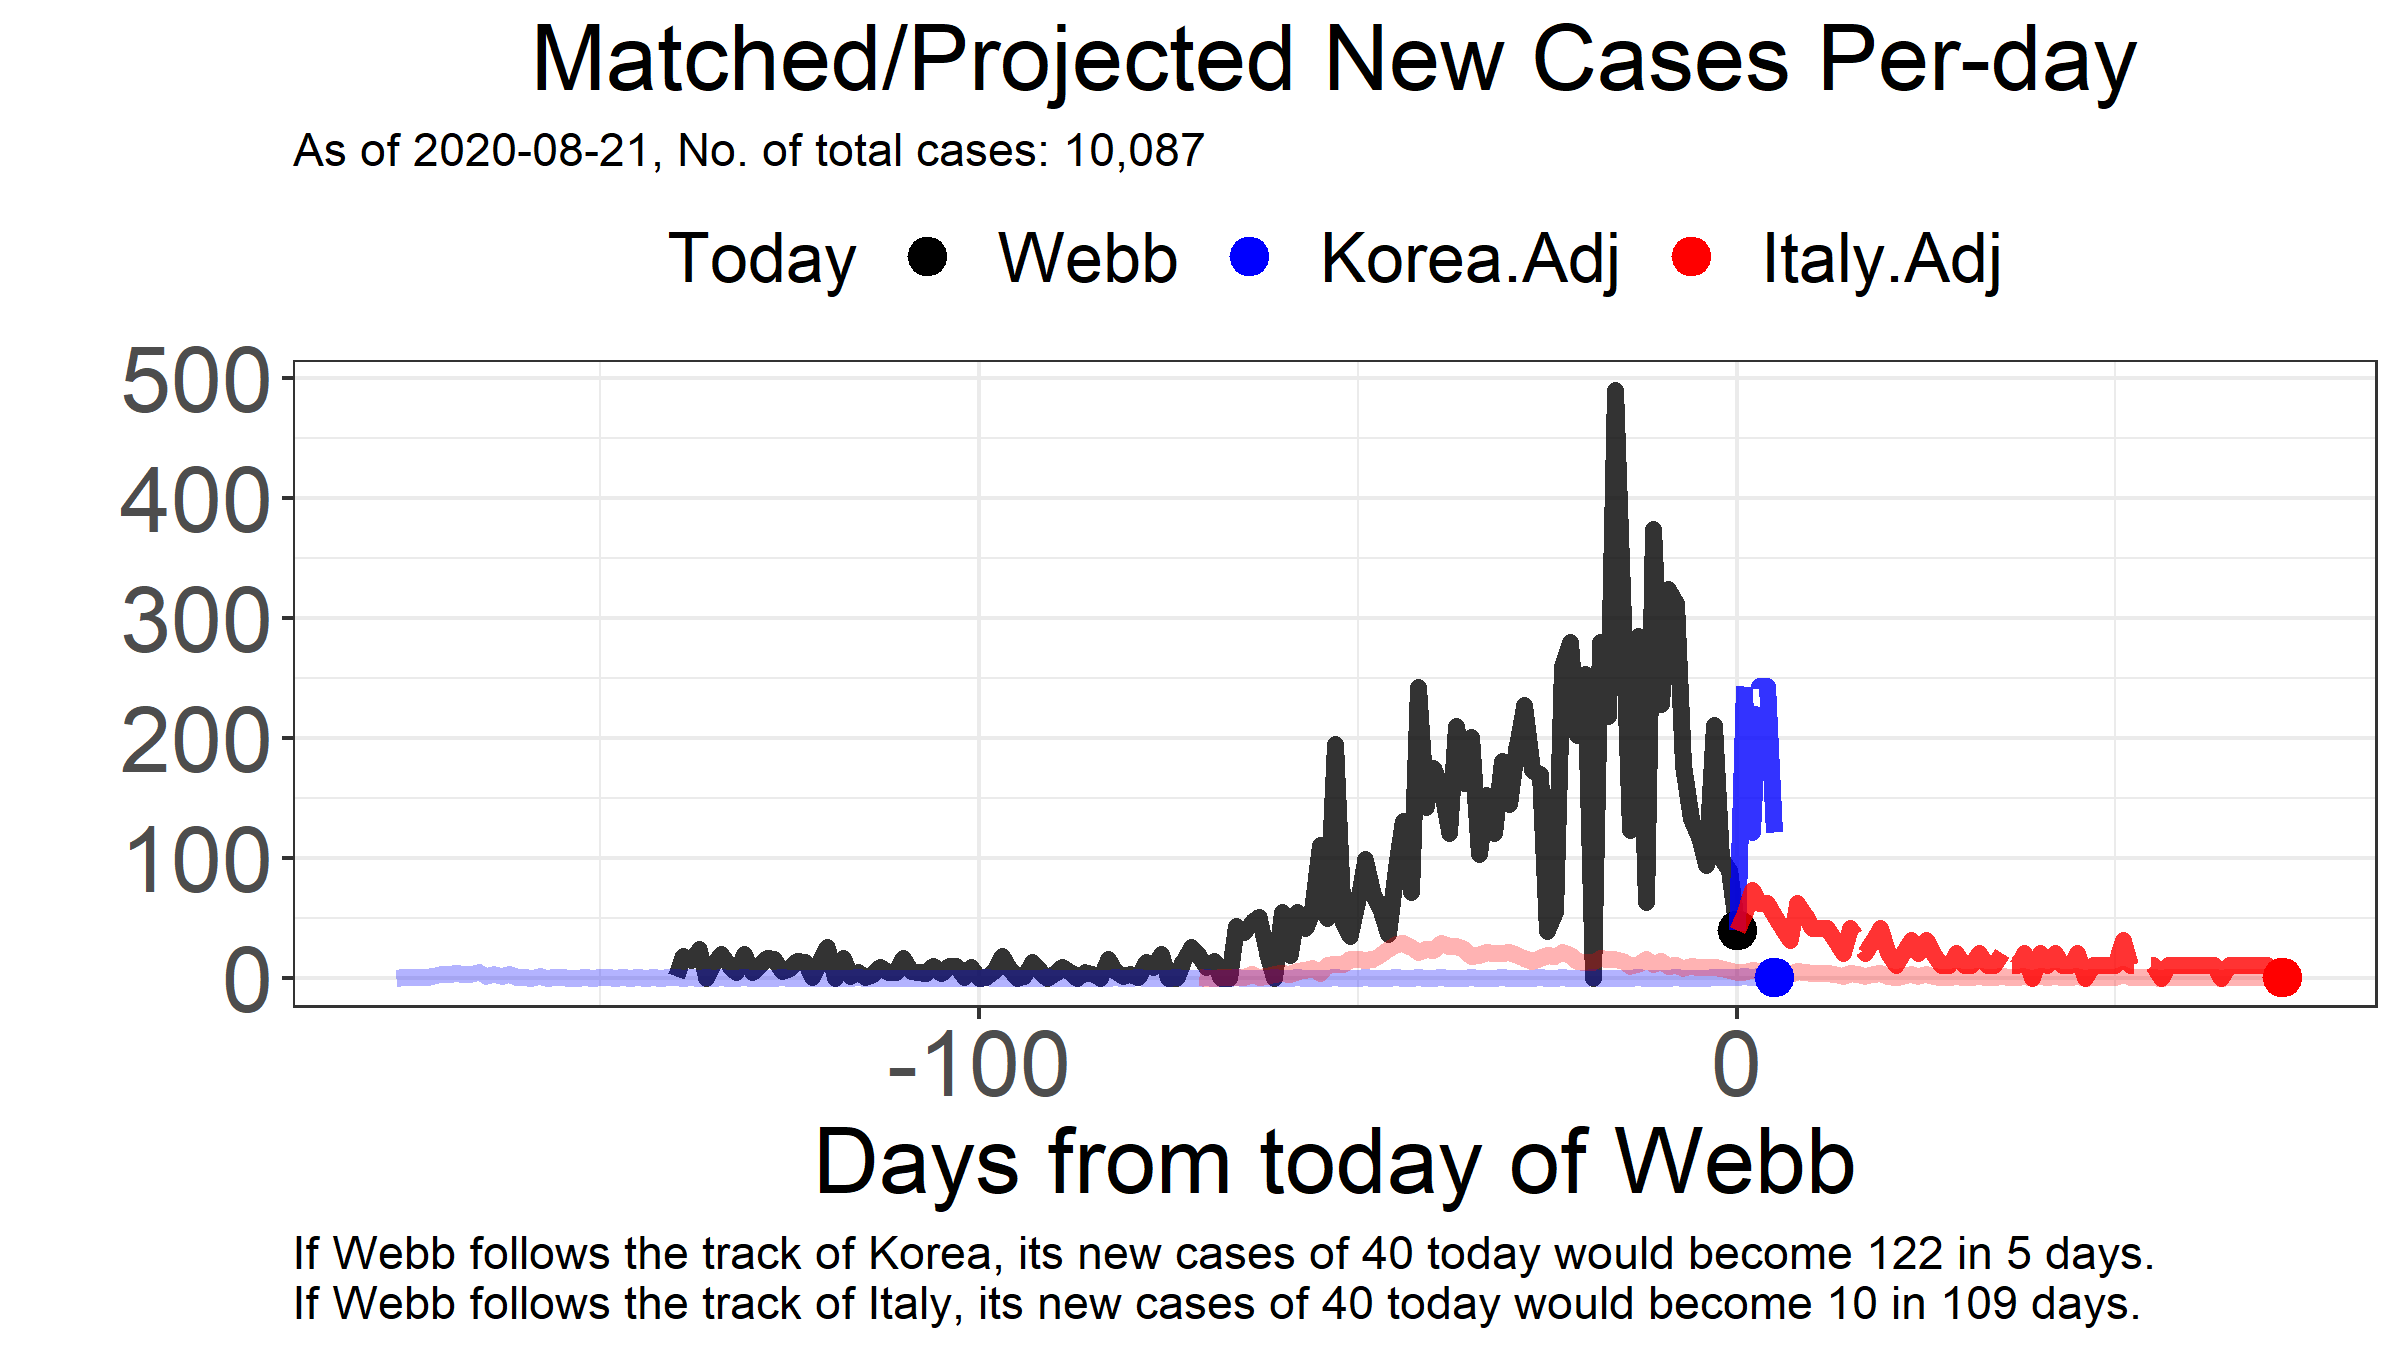 Matched/Projected New Cases Per-day
As of 2020-08-21, No. of total cases: 10,087
Today Webb Korea.Adj Italy.Adj
500
400
300
200
100
0
-100 0
Days from today of Webb
If Webb follows the track of Korea, its new cases of 40 today would become 122 in 5 days.
If Webb follows the track of Italy, its new cases of 40 today would become 10 in 109 days.